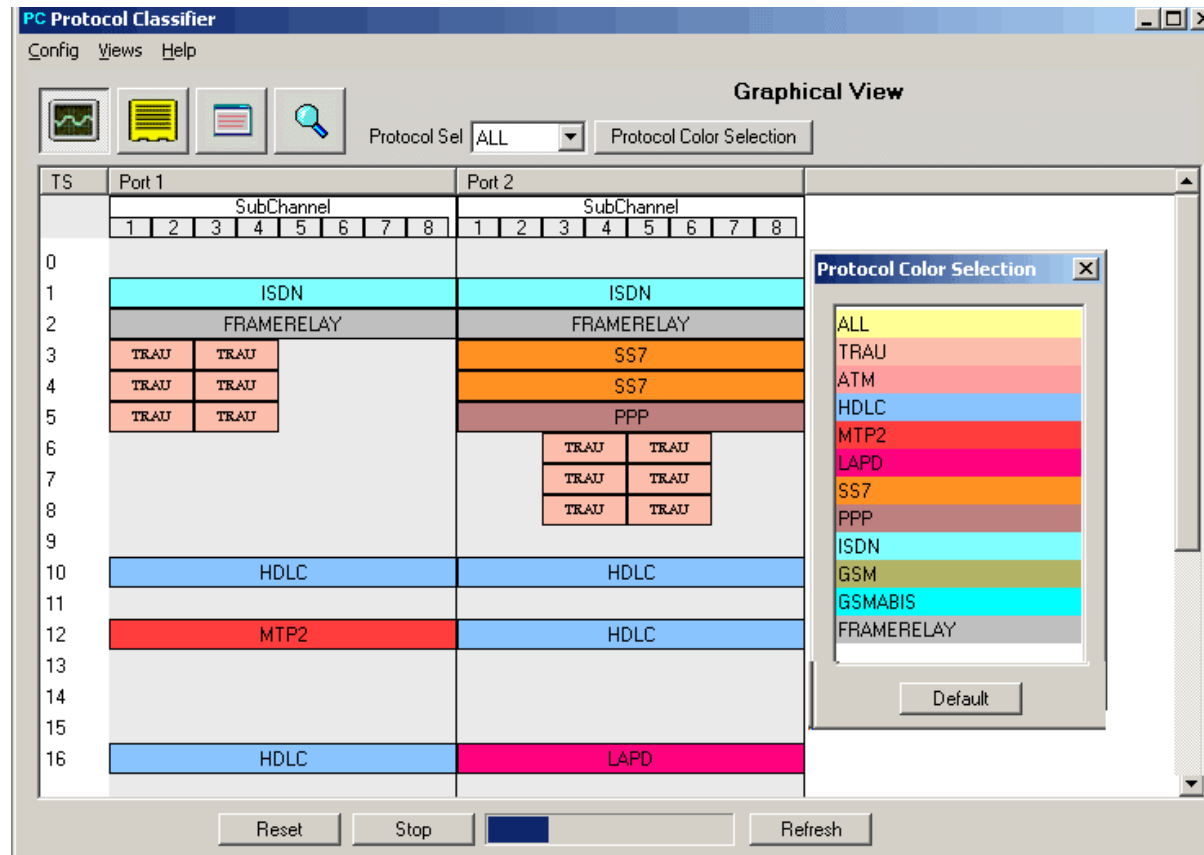 PC Protocol Classifier
Config Views Help
Graphical View
Protocol Sel ALL Protocol Color Selection
TS Port 1 Port 2
SubChannel SubChannel
1 2 3 4 5 6 7 8 1 2 3 4 5 6 7 8
0
1 ISDN ISDN
2 FRAMERELAY FRAMERELAY
3 TRAU TRAU SS7
4 TRAU TRAU SS7
5 TRAU TRAU PPP
6 TRAU TRAU
7 TRAU TRAU
8 TRAU TRAU
9
10 HDLC HDLC
11
12 MTP2 HDLC
13
14
15
16 HDLC LAPD
Protocol Color Selection
ALL
TRAU
ATM
HDLC
MTP2
LAPD
SS7
PPP
ISDN
GSM
GSMABIS
FRAMERELAY
Default
Reset Stop Refresh